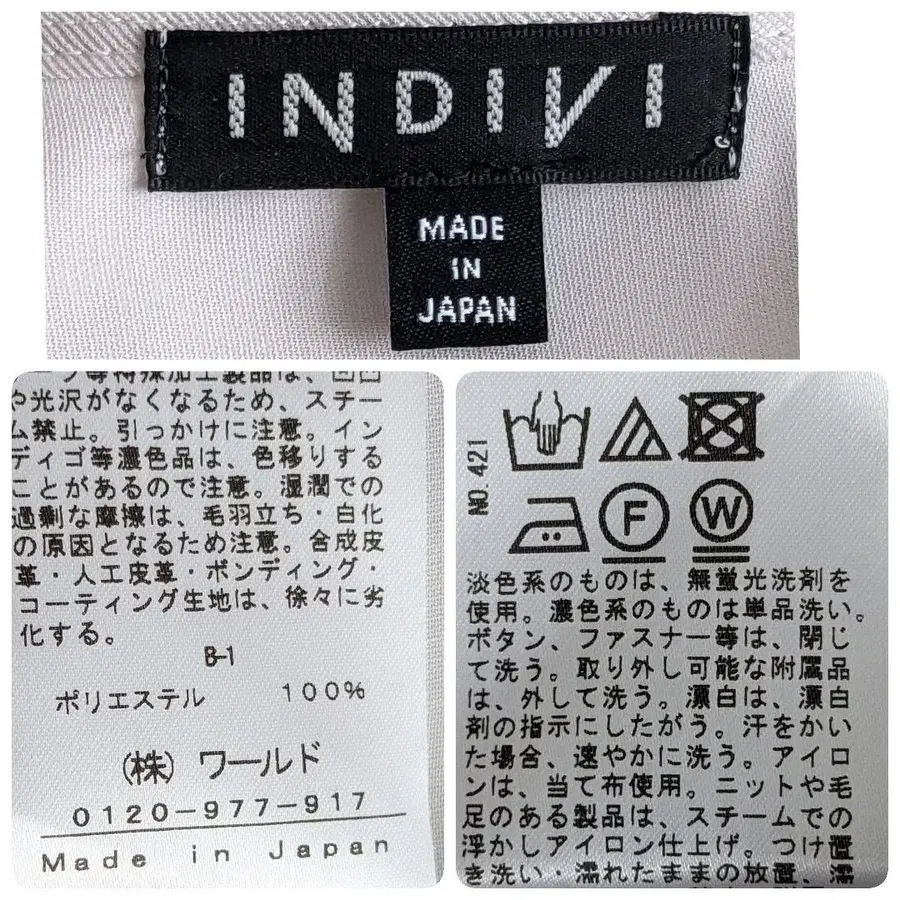 INDIVI
MADE
IN
JAPAN
や光沢がなくなるため、スチー
ム禁止。引っかけに注意。イン
ディゴ等濃色品は、色移りする
ことがあるので注意。湿潤での
過剰な摩擦は、毛羽立ち・白化
の原因となるため注意。合成皮
革・人工皮革・ボンディング・
コーティング生地は、徐々に劣
化する。
B-1
ポリエステル 100%
(株)ワールド
0120-977-917
Made in Japan
NO.421
F
W
淡色系のものは、無蛍光洗剤を
使用。濃色系のものは単品洗い。
ボタン、ファスナー等は、閉じ
て洗う。取り外し可能な附属品
は、外して洗う。漂白は、漂白
剤の指示にしたがう。汗をかい
た場合、速やかに洗う。アイロ
ンは、当て布使用。ニットや毛
足のある製品は、スチームでの
浮かしアイロン仕上げ。つけ置
き洗い・濡れたままの放置、濡